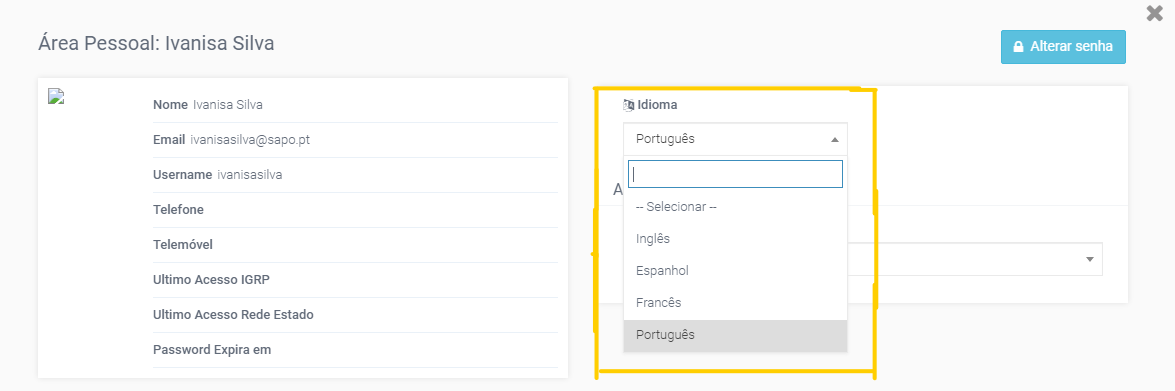 Área Pessoal: Ivanisa Silva
Alterar senha
Nome Ivanisa Silva
Email ivanisasilva@sapo.pt
Username ivanisasilva
Telefone
Telemóvel
Ultimo Acesso IGRP
Ultimo Acesso Rede Estado
Password Expira em
Idioma
Português
A
-- Selecionar --
Inglês
Espanhol
Francês
Português